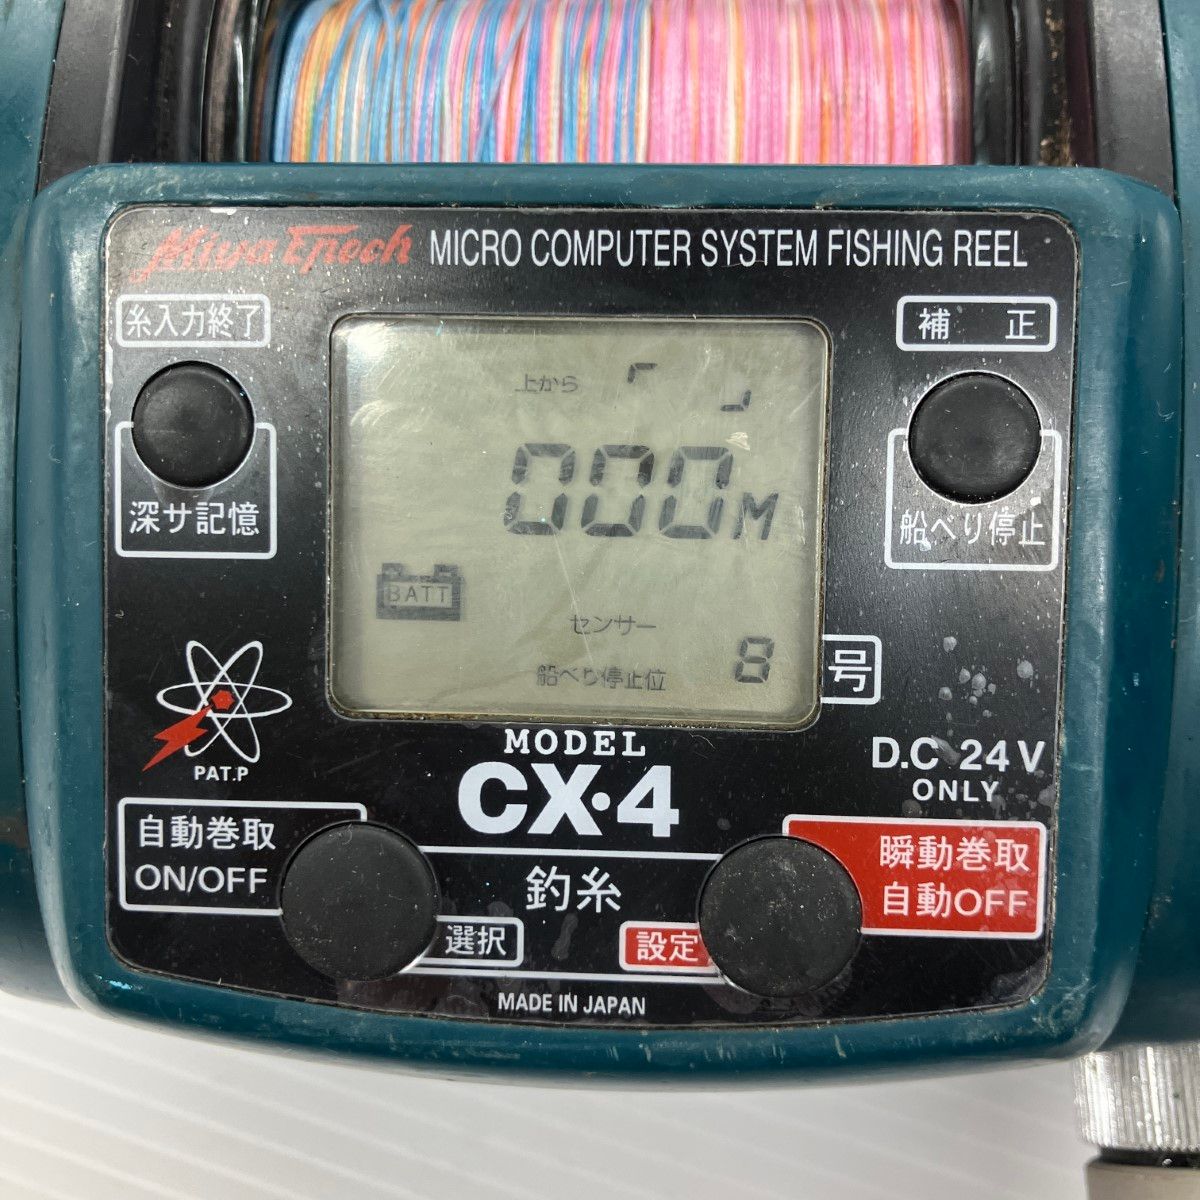 Miya Epoch MICRO COMPUTER SYSTEM FISHING REEL
糸入力終了
補 正
上から
000M
深サ記憶
船べり停止
BATT
センサー
船べり停止位
8
号
PAT.P
MODEL
CX·4
D.C 24V
ONLY
自動巻取
ON/OFF
釣糸
瞬動巻取
自動OFF
選択
設定
MADE IN JAPAN